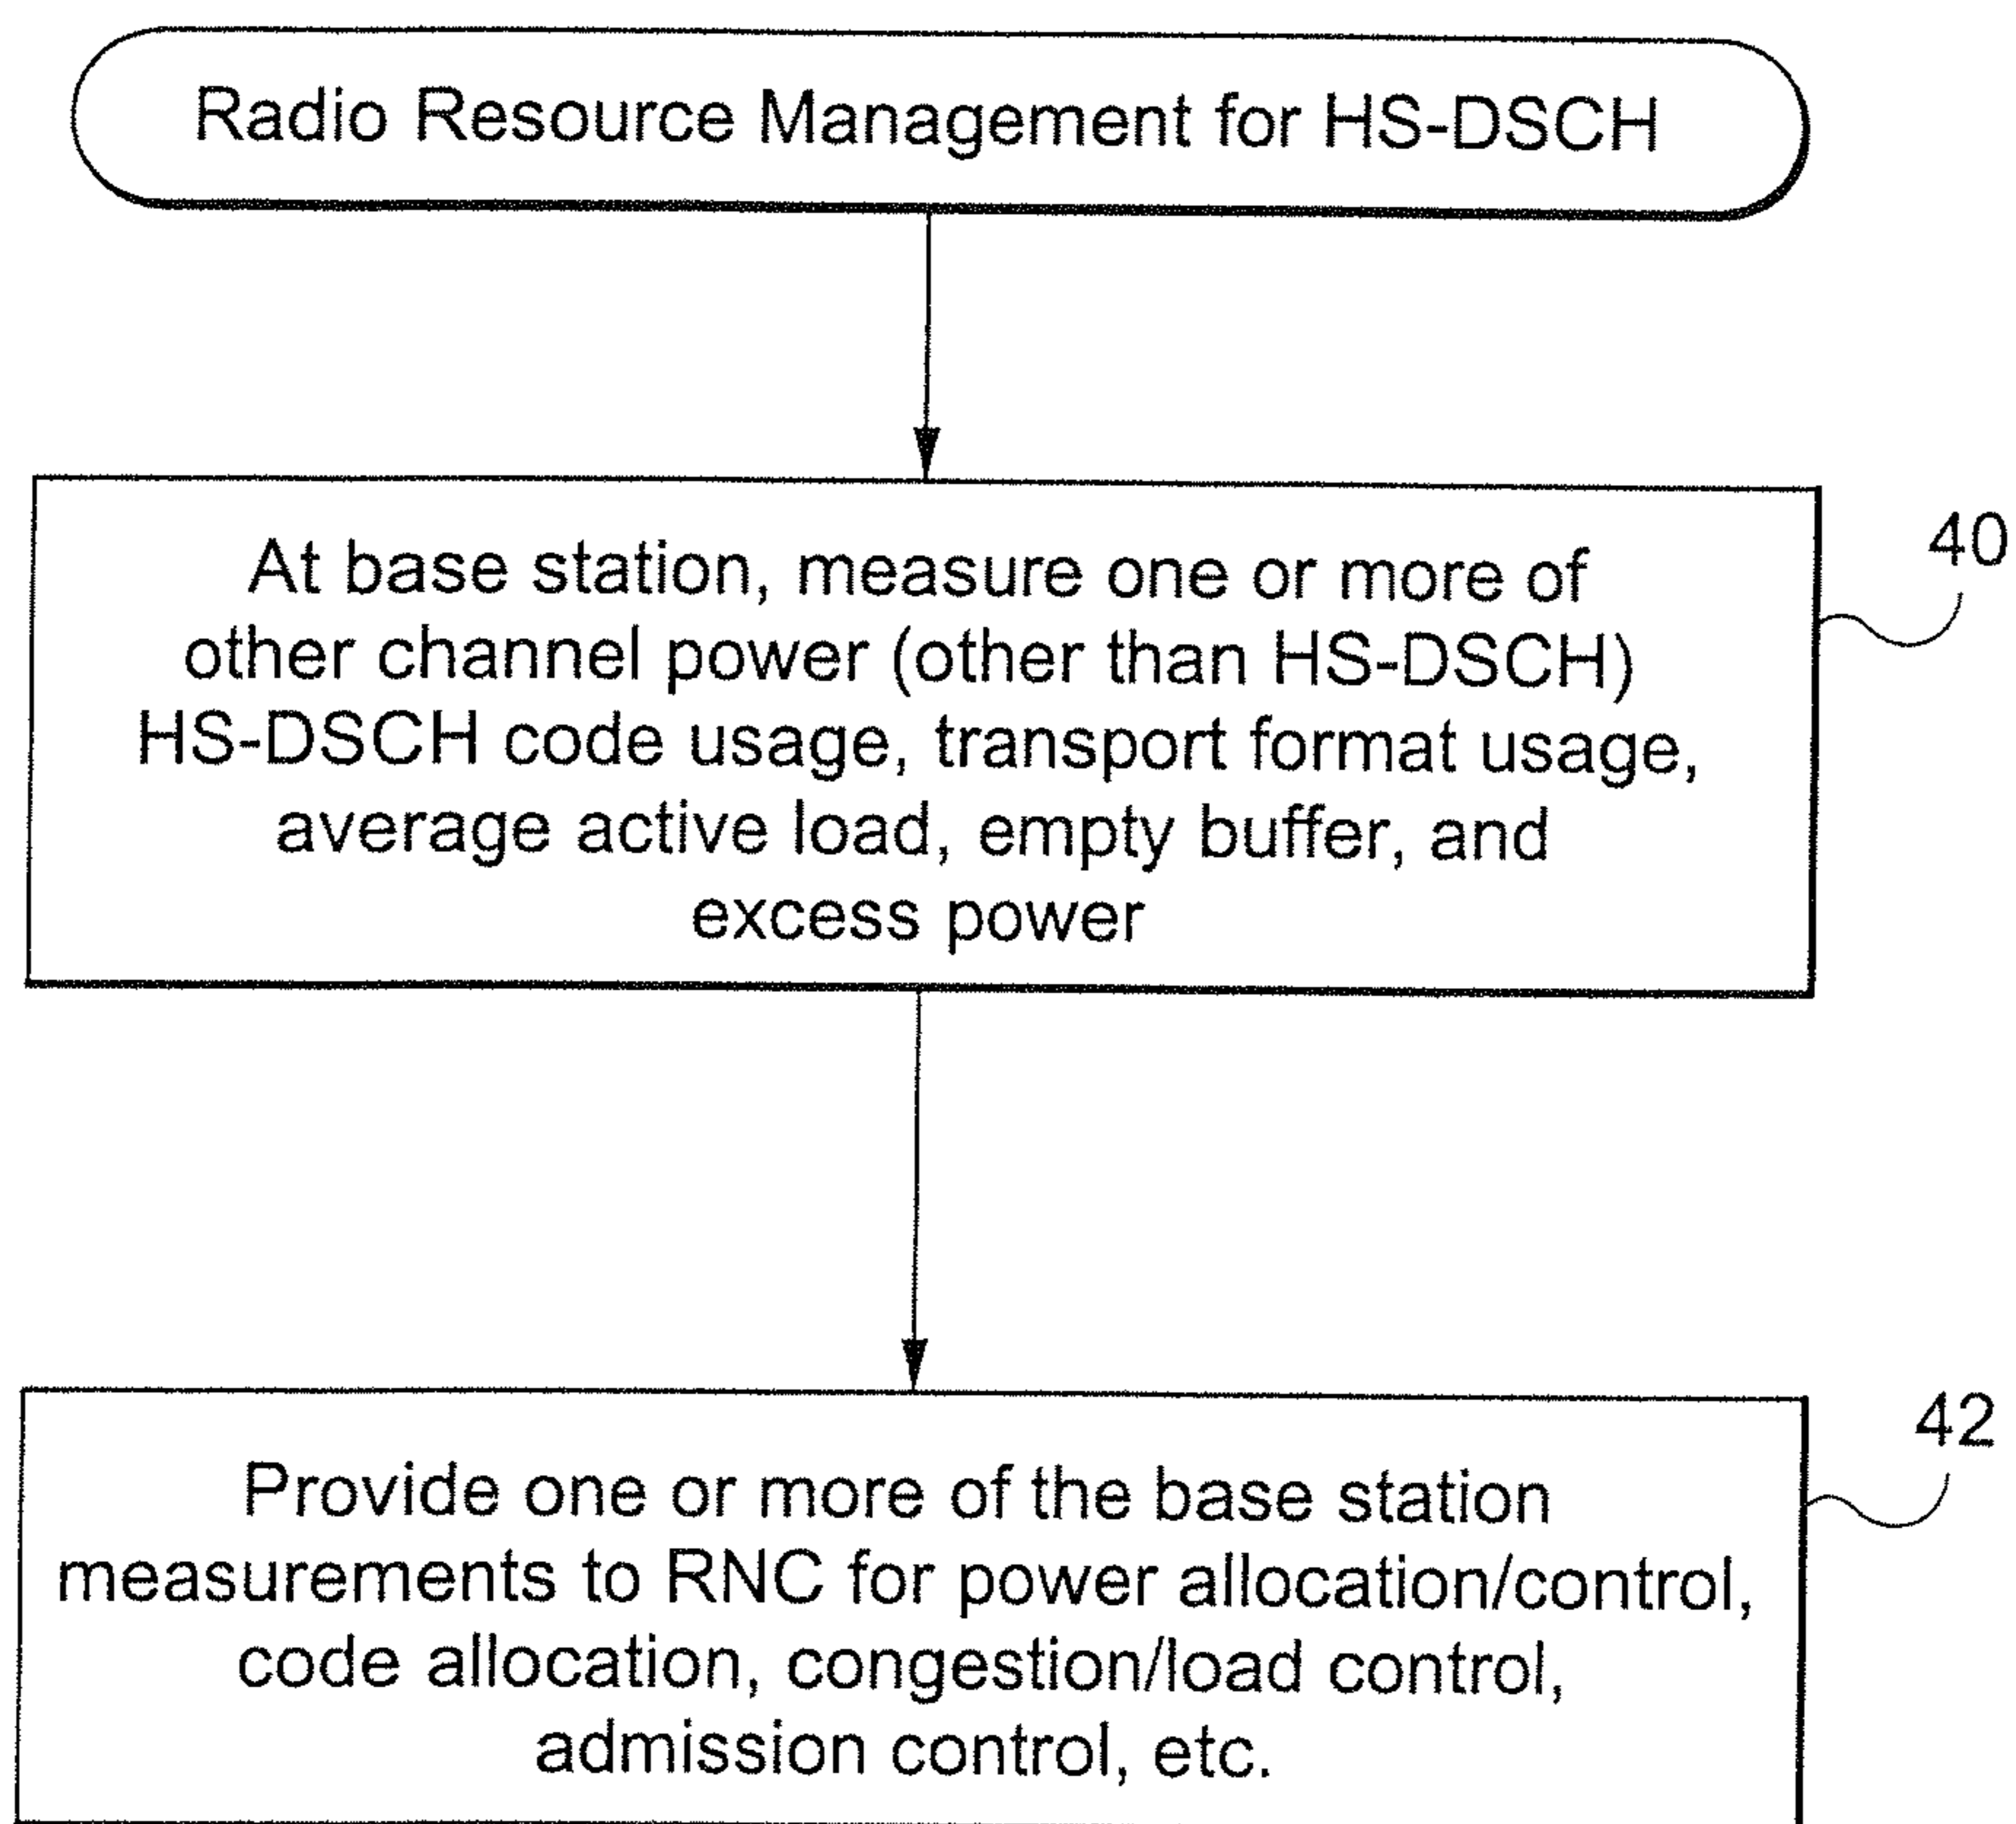 Radio Resource Management for HS-DSCH
At base station, measure one or more of
other channel power (other than HS-DSCH)
HS-DSCH code usage, transport format usage,
average active load, empty buffer, and
excess power
40
Provide one or more of the base station
measurements to RNC for power allocation/control,
code allocation, congestion/load control,
admission control, etc.
42